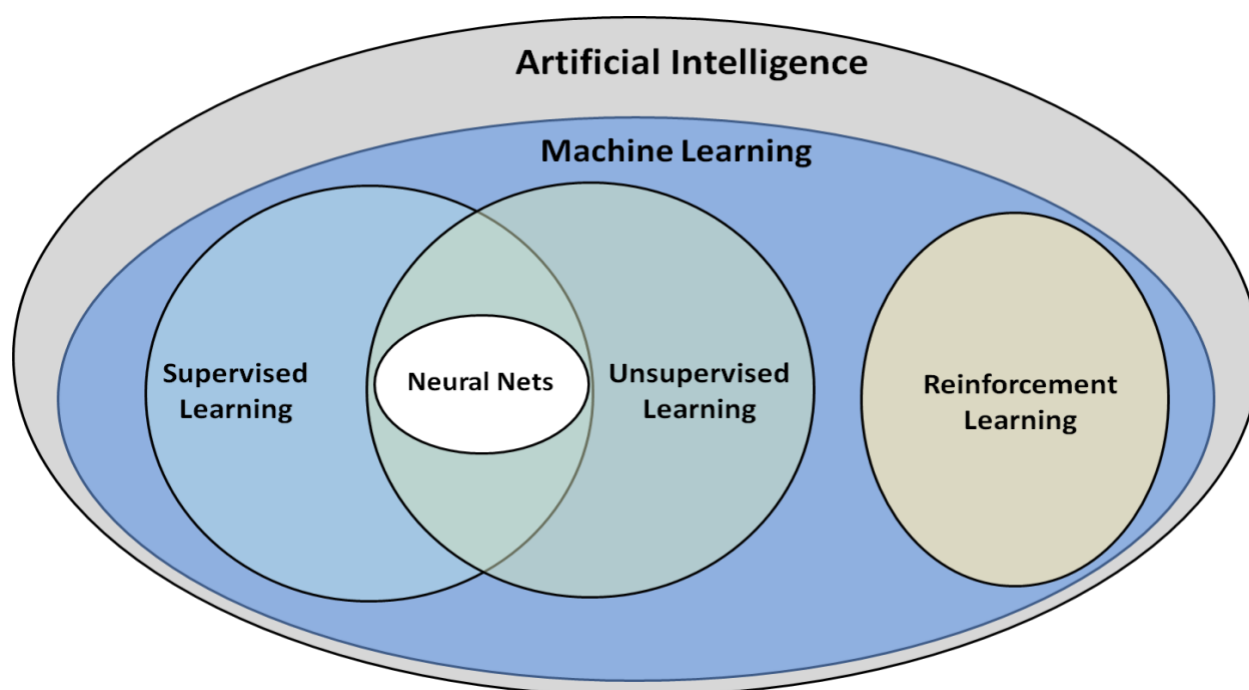 Artificial Intelligence
Machine Learning
Supervised
Learning
Neural Nets
Unsupervised
Learning
Reinforcement
Learning